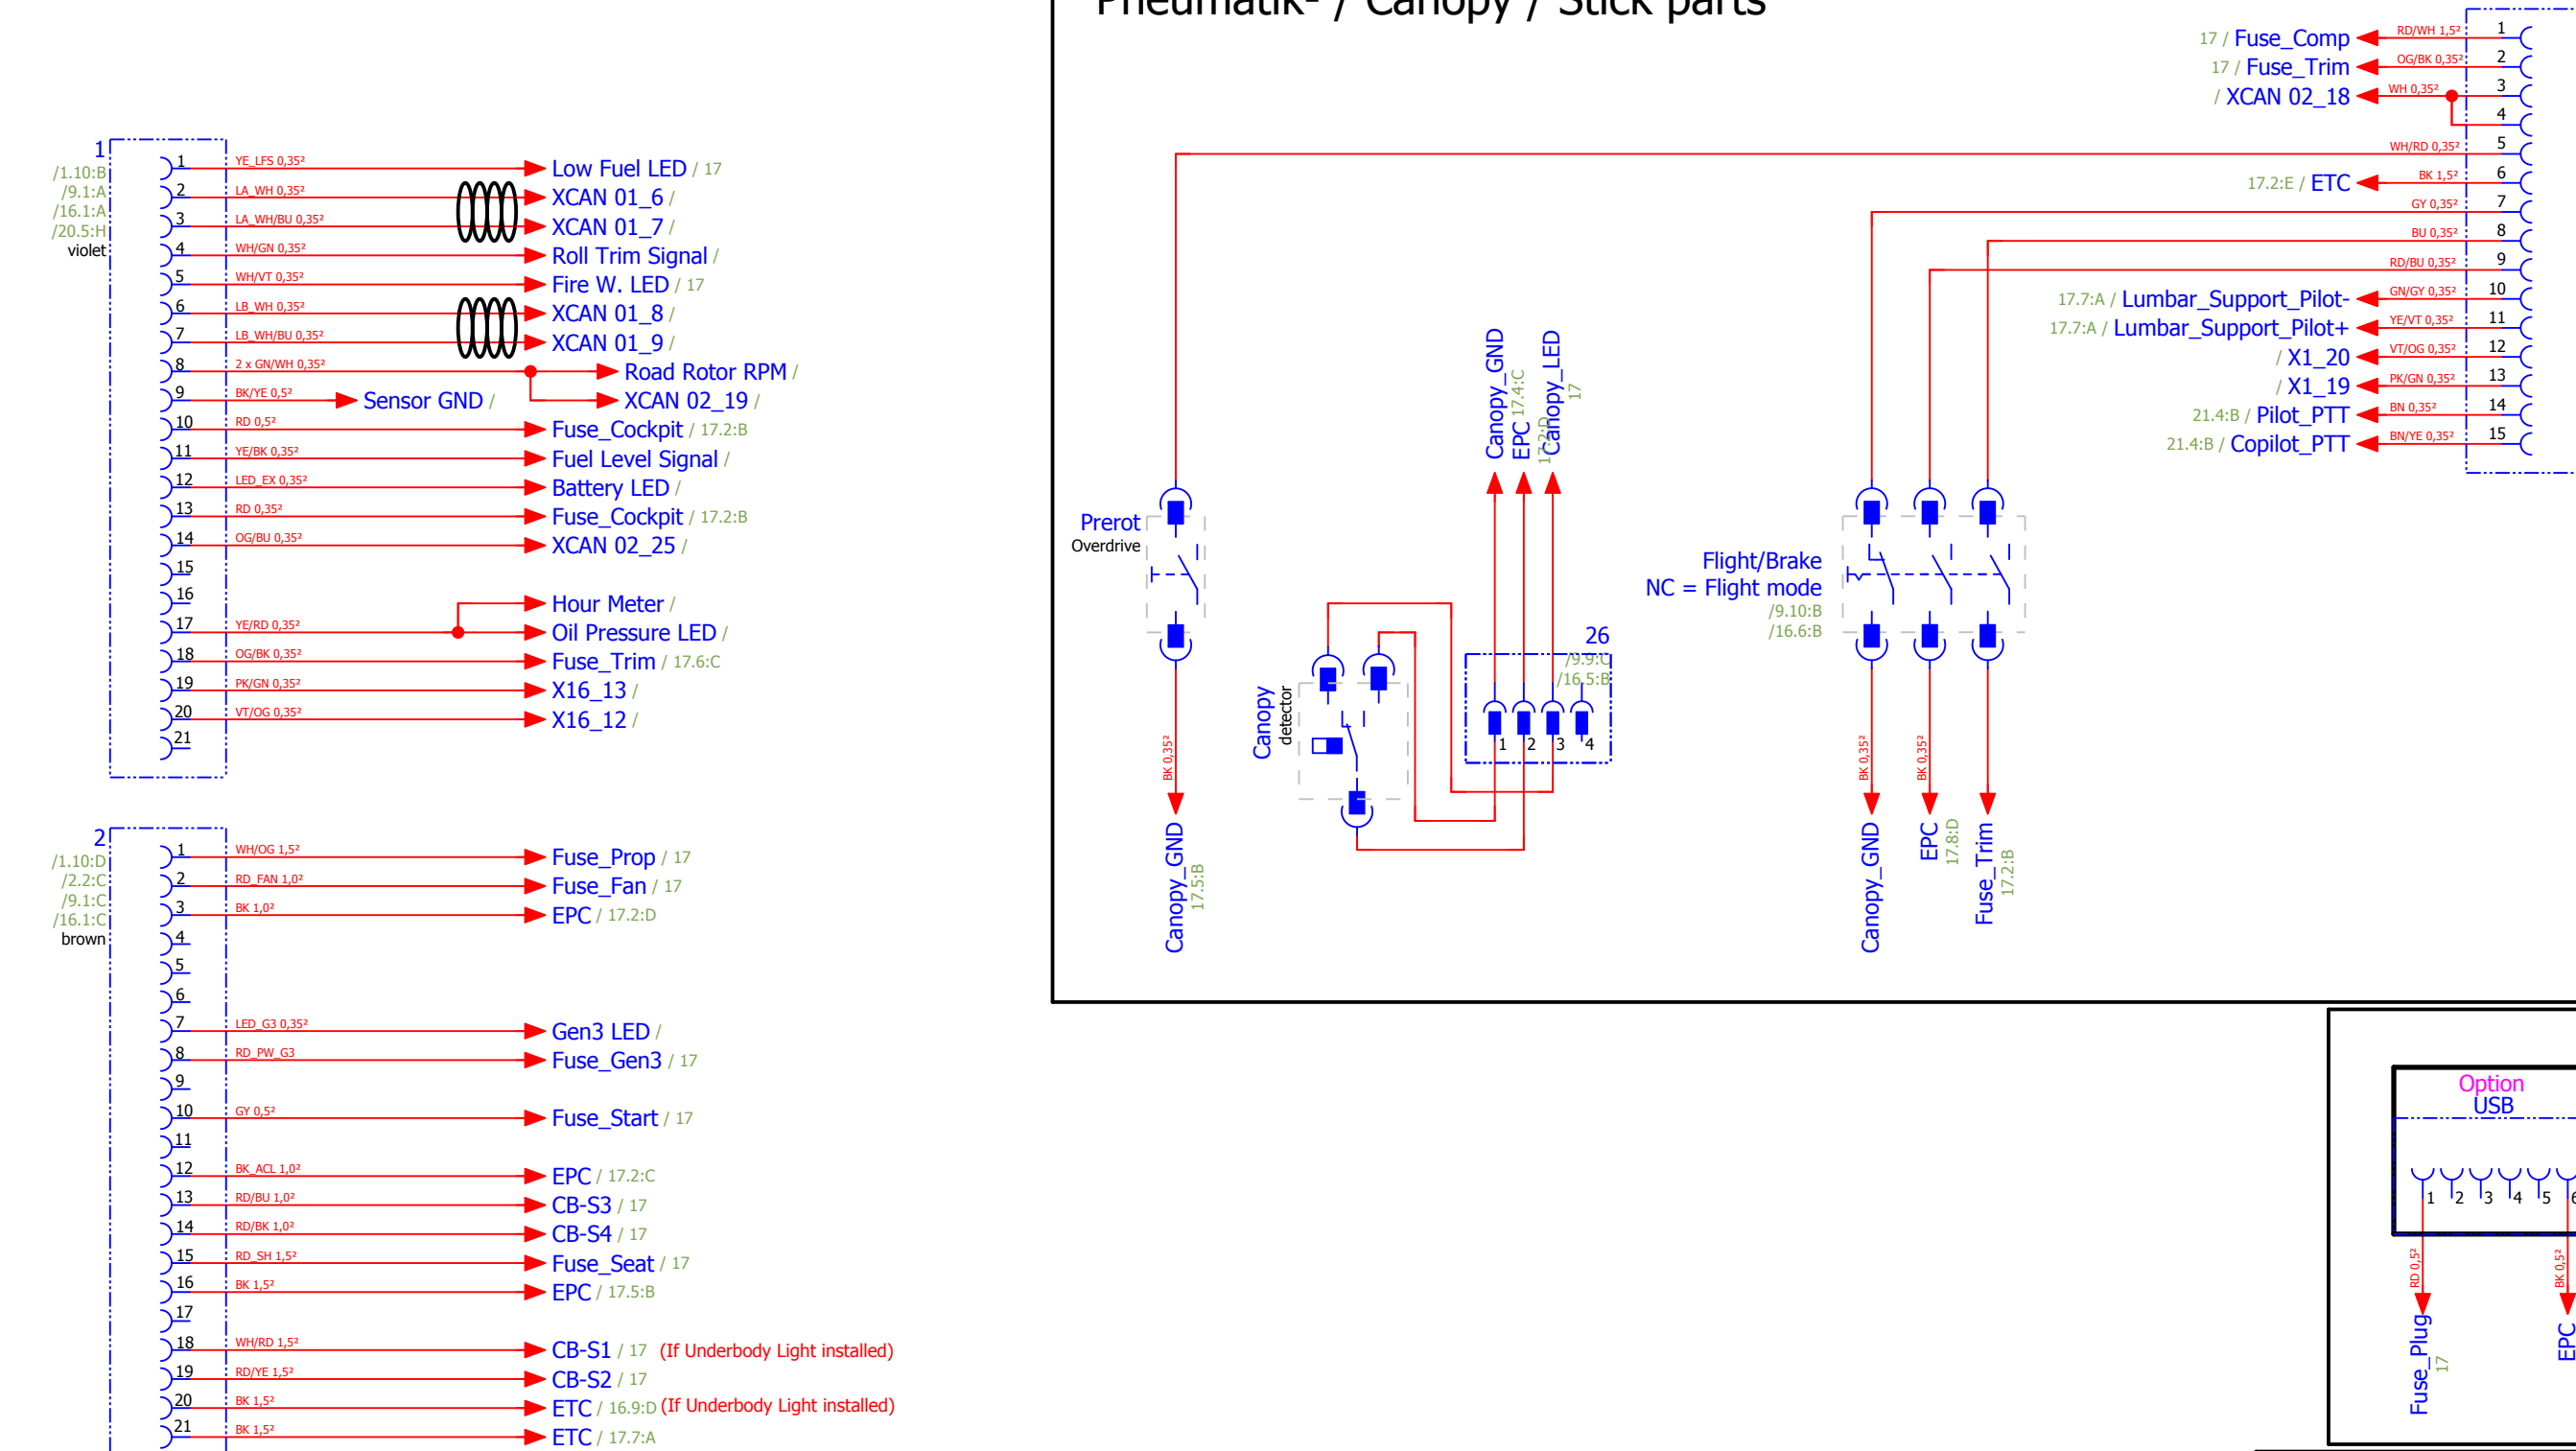 Pneumatik- / Canopy / Stick parts
1
/1.10:B
/9.1:A
/16.1:A
/20.5:H
violet
1 YE_LFS 0,35² Low Fuel LED / 17
2 LA_WH 0,35² XCAN 01_6 /
3 LA_WH/BU 0,35² XCAN 01_7 /
4 WH/GN 0,35² Roll Trim Signal /
5 WH/VT 0,35² Fire W. LED / 17
6 LB_WH 0,35² XCAN 01_8 /
7 LB_WH/BU 0,35² XCAN 01_9 /
8 2 x GN/WH 0,35² Road Rotor RPM /
9 BK/YE 0,5² Sensor GND / XCAN 02_19 /
10 RD 0,5² Fuse_Cockpit / 17.2:B
11 YE/BK 0,35² Fuel Level Signal /
12 LED_EX 0,35² Battery LED /
13 RD 0,35² Fuse_Cockpit / 17.2:B
14 OG/BU 0,35² XCAN 02_25 /
15
16 Hour Meter /
17 YE/RD 0,35² Oil Pressure LED /
18 OG/BK 0,35² Fuse_Trim / 17.6:C
19 PK/GN 0,35² X16_13 /
20 VT/OG 0,35² X16_12 /
21
2
/1.10:D
/2.2:C
/9.1:C
/16.1:C
brown
1 WH/OG 1,5² Fuse_Prop / 17
2 RD_FAN 1,0² Fuse_Fan / 17
3 BK 1,0² EPC / 17.2:D
4
5
6
7 LED_G3 0,35² Gen3 LED /
8 RD_PW_G3 Fuse_Gen3 / 17
9
10 GY 0,5² Fuse_Start / 17
11
12 BK_ACL 1,0² EPC / 17.2:C
13 RD/BU 1,0² CB-S3 / 17
14 RD/BK 1,0² CB-S4 / 17
15 RD_SH 1,5² Fuse_Seat / 17
16 BK 1,5² EPC / 17.5:B
17
18 WH/RD 1,5² CB-S1 / 17 (If Underbody Light installed)
19 RD/YE 1,5² CB-S2 / 17
20 BK 1,5² ETC / 16.9:D (If Underbody Light installed)
21 BK 1,5² ETC / 17.7:A
17 / Fuse_Comp RD/WH 1,5² 1
17 / Fuse_Trim OG/BK 0,35² 2
/ XCAN 02_18 WH 0,35² 3
4
WH/RD 0,35² 5
17.2:E / ETC BK 1,5² 6
GY 0,35² 7
BU 0,35² 8
RD/BU 0,35² 9
17.7:A / Lumbar_Support_Pilot- GN/GY 0,35² 10
17.7:A / Lumbar_Support_Pilot+ YE/VT 0,35² 11
/ X1_20 VT/OG 0,35² 12
/ X1_19 PK/GN 0,35² 13
21.4:B / Pilot_PTT BN 0,35² 14
21.4:B / Copilot_PTT BN/YE 0,35² 15
Prerot
Overdrive
BK 0,35²
Canopy_GND
17.5:B
Canopy
detector
Canopy_GND
17.4:C
EPC
17.2:D
Canopy_LED
17
26
/9.9:C
/16.5:B
1 2 3 4
Flight/Brake
NC = Flight mode
/9.10:B
/16.6:B
BK 0,35²
BK 0,35²
Canopy_GND
EPC
17.8:D
Fuse_Trim
17.2:B
Option
USB
1 2 3 4 5 6
RD 0,5²
BK 0,5²
Fuse_Plug
17
EPC